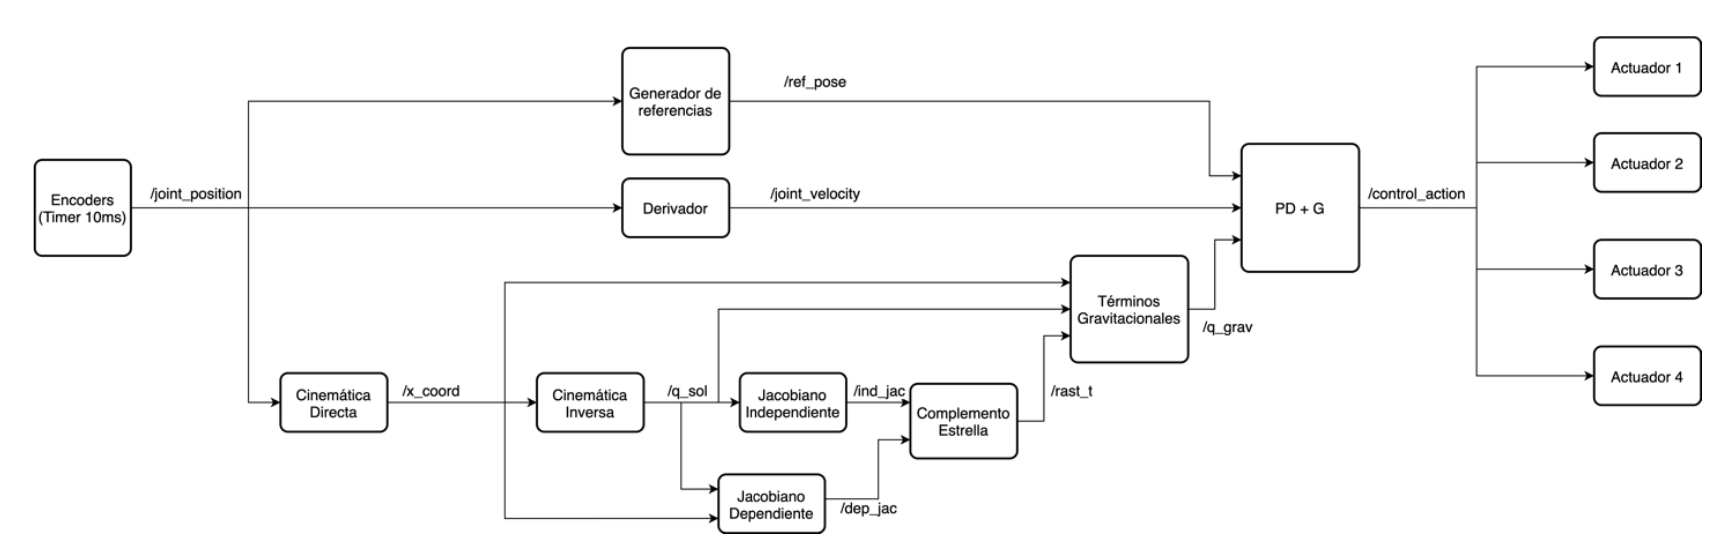 Encoders
(Timer 10ms)
/joint_position
Generador de
referencias
/ref_pose
Derivador
/joint_velocity
Cinemática
Directa
/x_coord
Cinemática
Inversa
/q_sol
Jacobiano
Independiente
/ind_jac
Jacobiano
Dependiente
/dep_jac
Complemento
Estrella
/rast_t
Términos
Gravitacionales
/q_grav
PD + G
/control_action
Actuador 1
Actuador 2
Actuador 3
Actuador 4